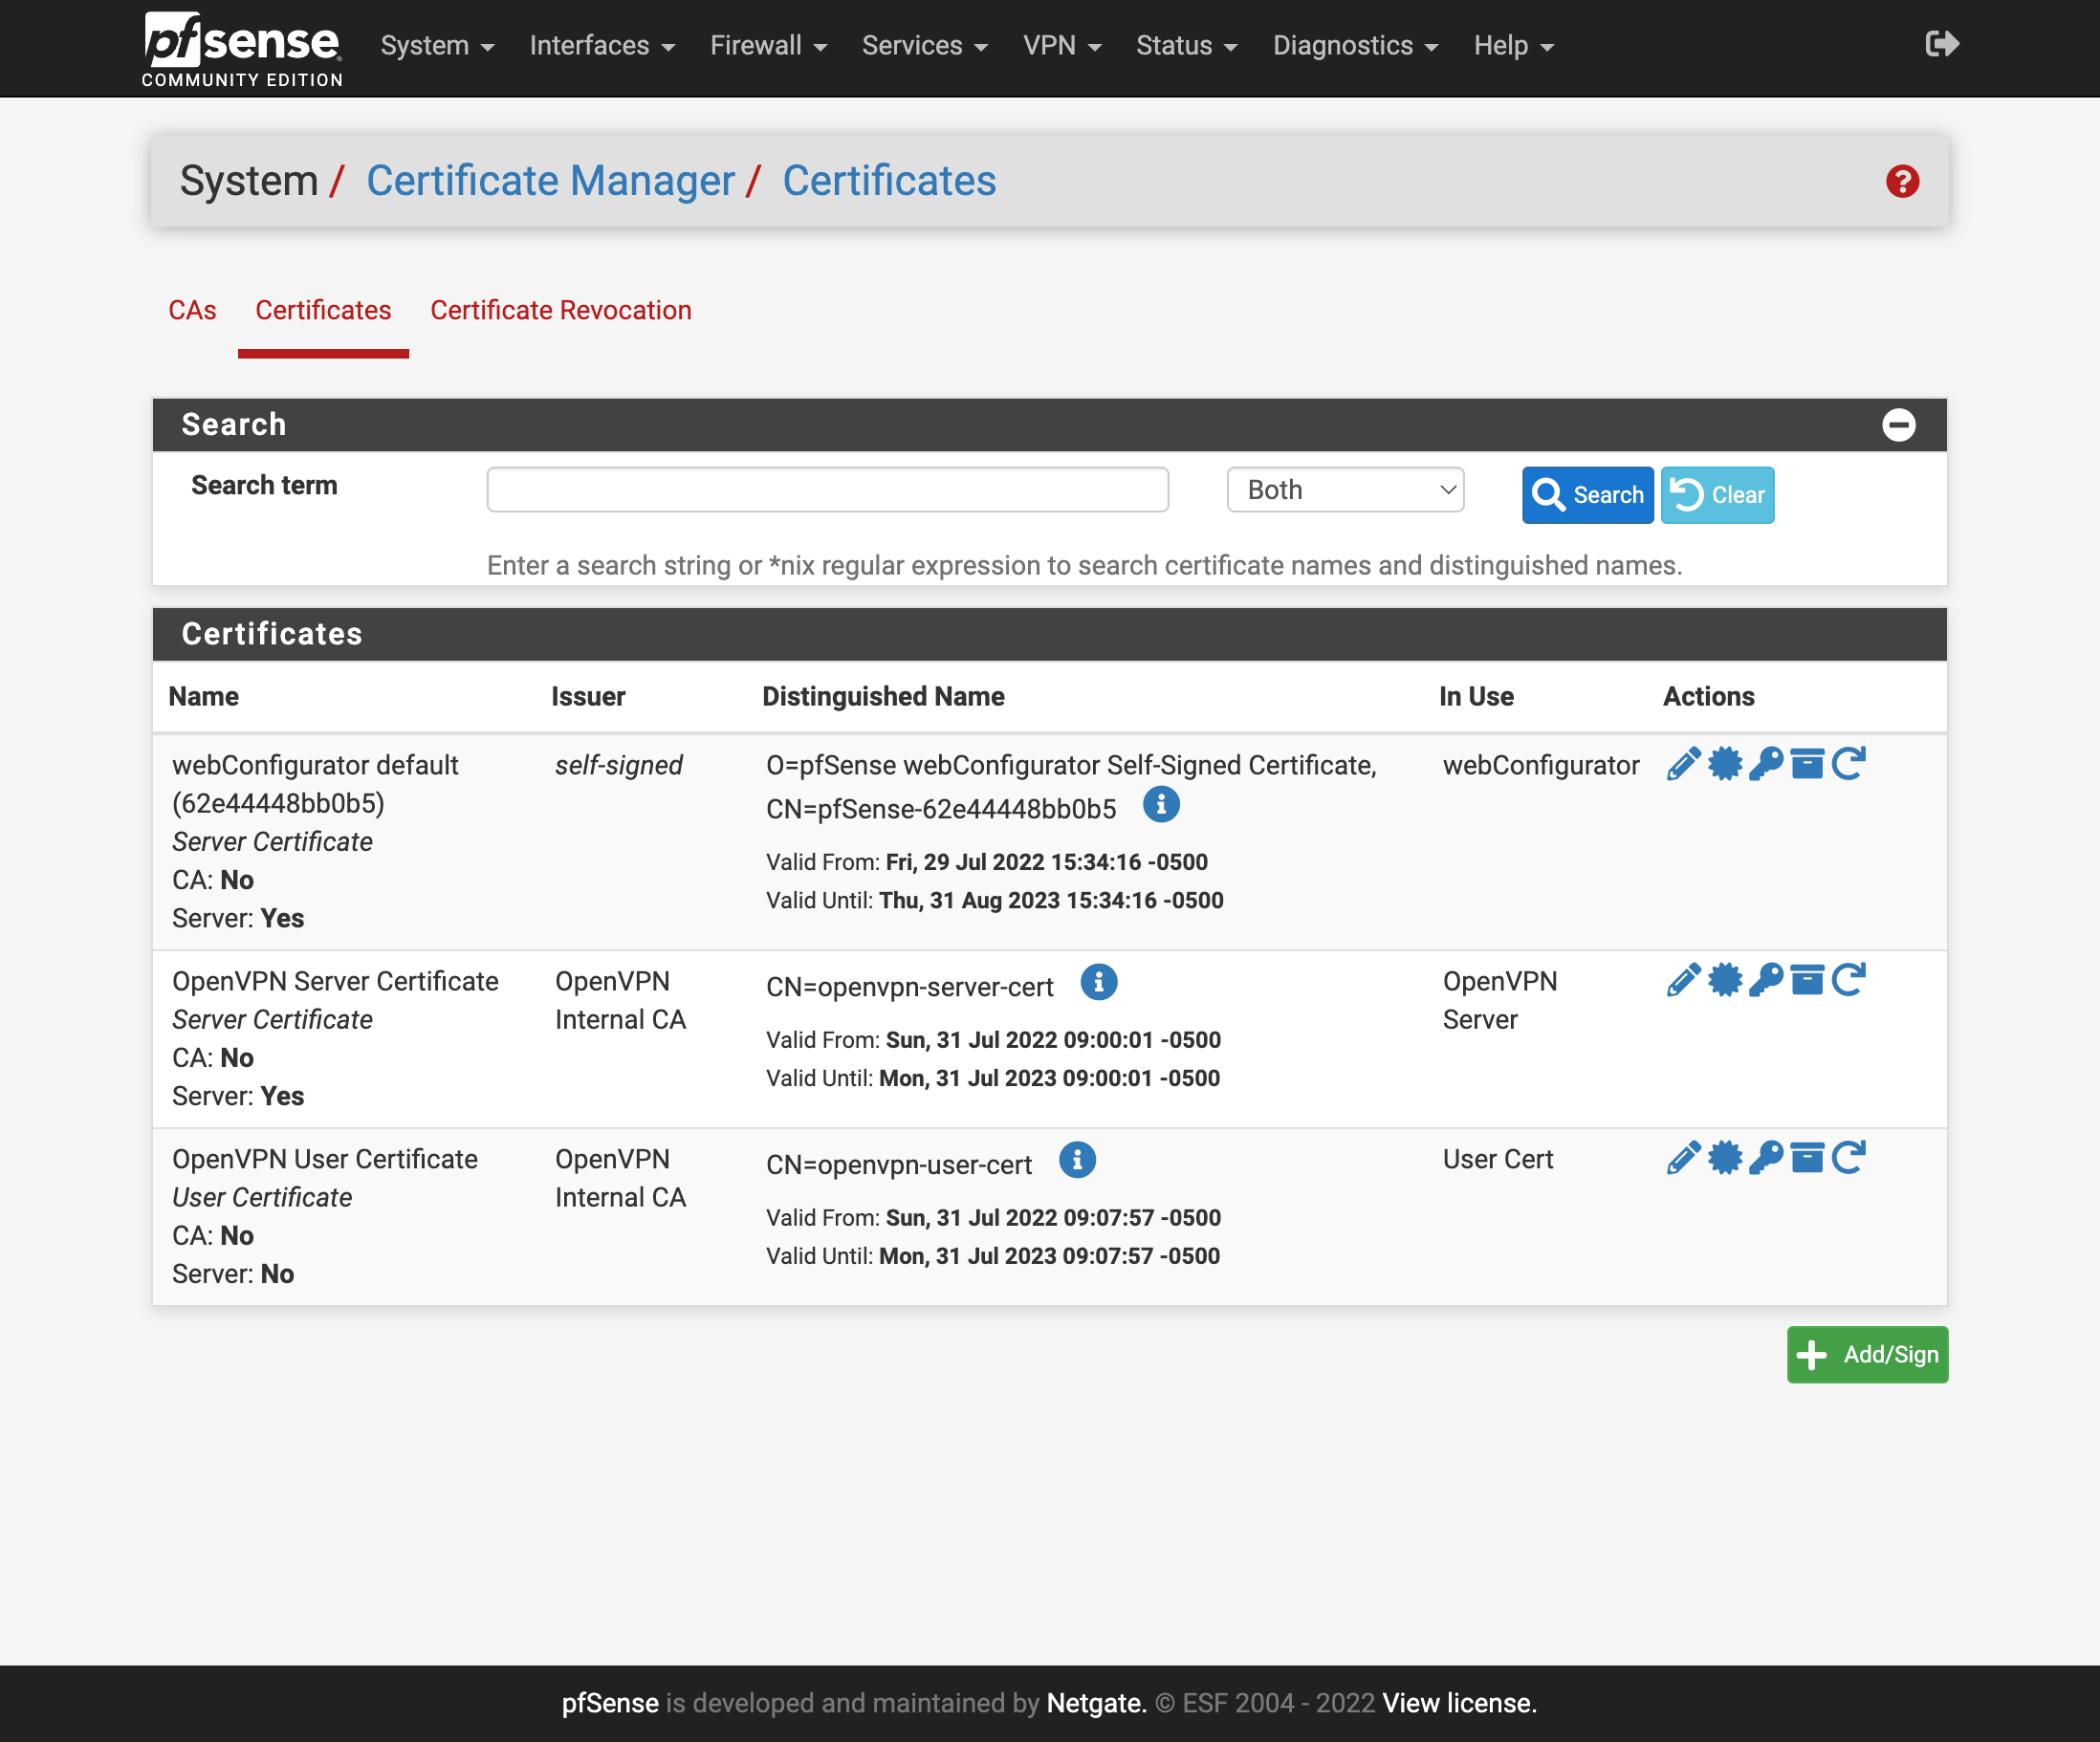 pfsense
COMMUNITY EDITION
System Interfaces Firewall Services VPN Status Diagnostics Help
System / Certificate Manager / Certificates
CAs Certificates Certificate Revocation
Search
Search term Both Search Clear
Enter a search string or *nix regular expression to search certificate names and distinguished names.
Certificates
Name Issuer Distinguished Name In Use Actions
webConfigurator default self-signed O=pfSense webConfigurator Self-Signed Certificate, webConfigurator
(62e44448bb0b5) CN=pfSense-62e44448bb0b5
Server Certificate
Valid From: Fri, 29 Jul 2022 15:34:16 -0500
CA: No
Valid Until: Thu, 31 Aug 2023 15:34:16 -0500
Server: Yes
OpenVPN Server Certificate OpenVPN CN=openvpn-server-cert OpenVPN
Server Certificate Internal CA Server
Valid From: Sun, 31 Jul 2022 09:00:01 -0500
CA: No
Valid Until: Mon, 31 Jul 2023 09:00:01 -0500
Server: Yes
OpenVPN User Certificate OpenVPN CN=openvpn-user-cert User Cert
User Certificate Internal CA
Valid From: Sun, 31 Jul 2022 09:07:57 -0500
CA: No
Valid Until: Mon, 31 Jul 2023 09:07:57 -0500
Server: No
Add/Sign
pfSense is developed and maintained by Netgate. © ESF 2004 - 2022 View license.